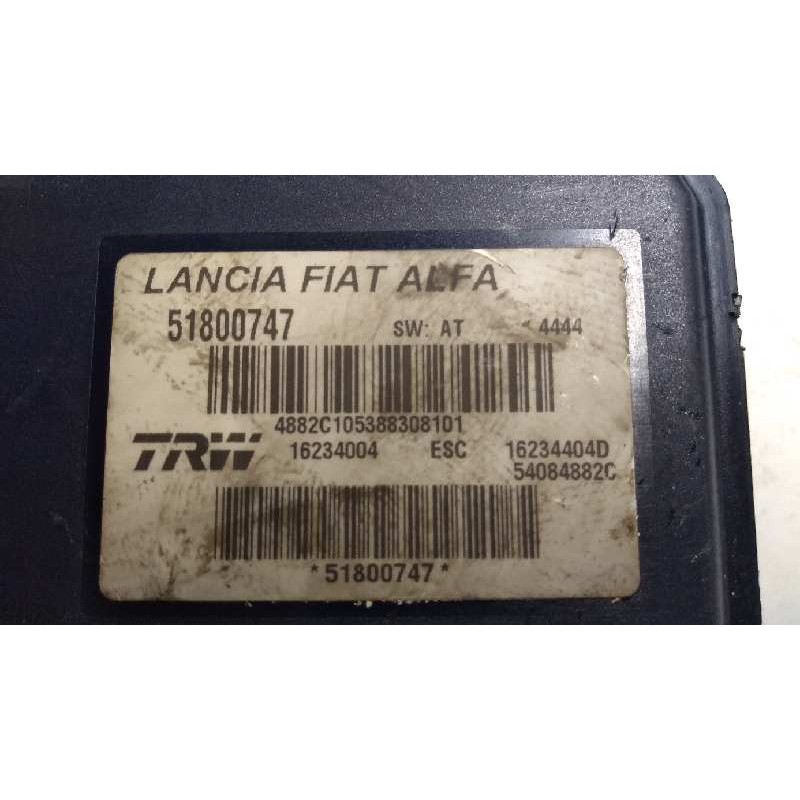 LANCIA FIAT ALFA
51800747 SW: AT 4444
4882C105388308101
TRW 16234004 ESC 16234404D
54084882C
*51800747*